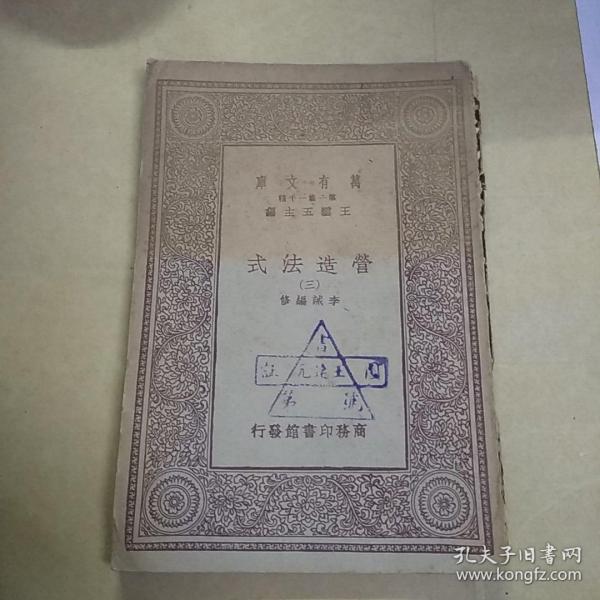 萬有文庫
第一集一千種
王雲五主編
營造法式
(三)
李誡編修
商務印書館發行
孔夫子旧书网
www.kongfz.com